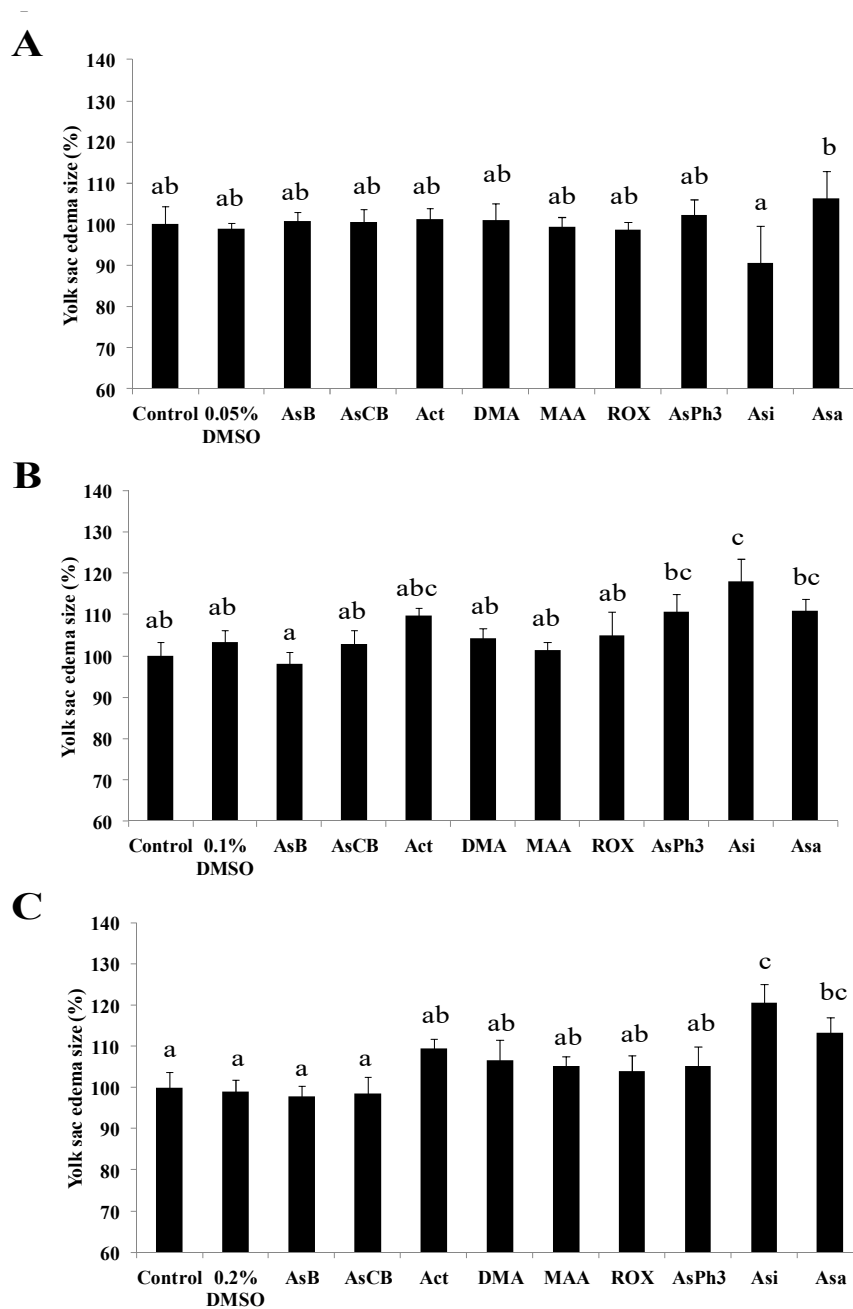 A
Yolk sac edema size (%)
140
130
120
110
100
90
80
70
60
ab ab ab ab ab ab ab ab ab a b
Control 0.05% AsB AsCB Act DMA MAA ROX AsPh3 Asi Asa
DMSO
B
Yolk sac edema size (%)
140
130
120
110
100
90
80
70
60
ab ab a ab abc ab ab ab bc c bc
Control 0.1% AsB AsCB Act DMA MAA ROX AsPh3 Asi Asa
DMSO
C
Yolk sac edema size (%)
140
130
120
110
100
90
80
70
60
a a a a ab ab ab ab ab c bc
Control 0.2% AsB AsCB Act DMA MAA ROX AsPh3 Asi Asa
DMSO